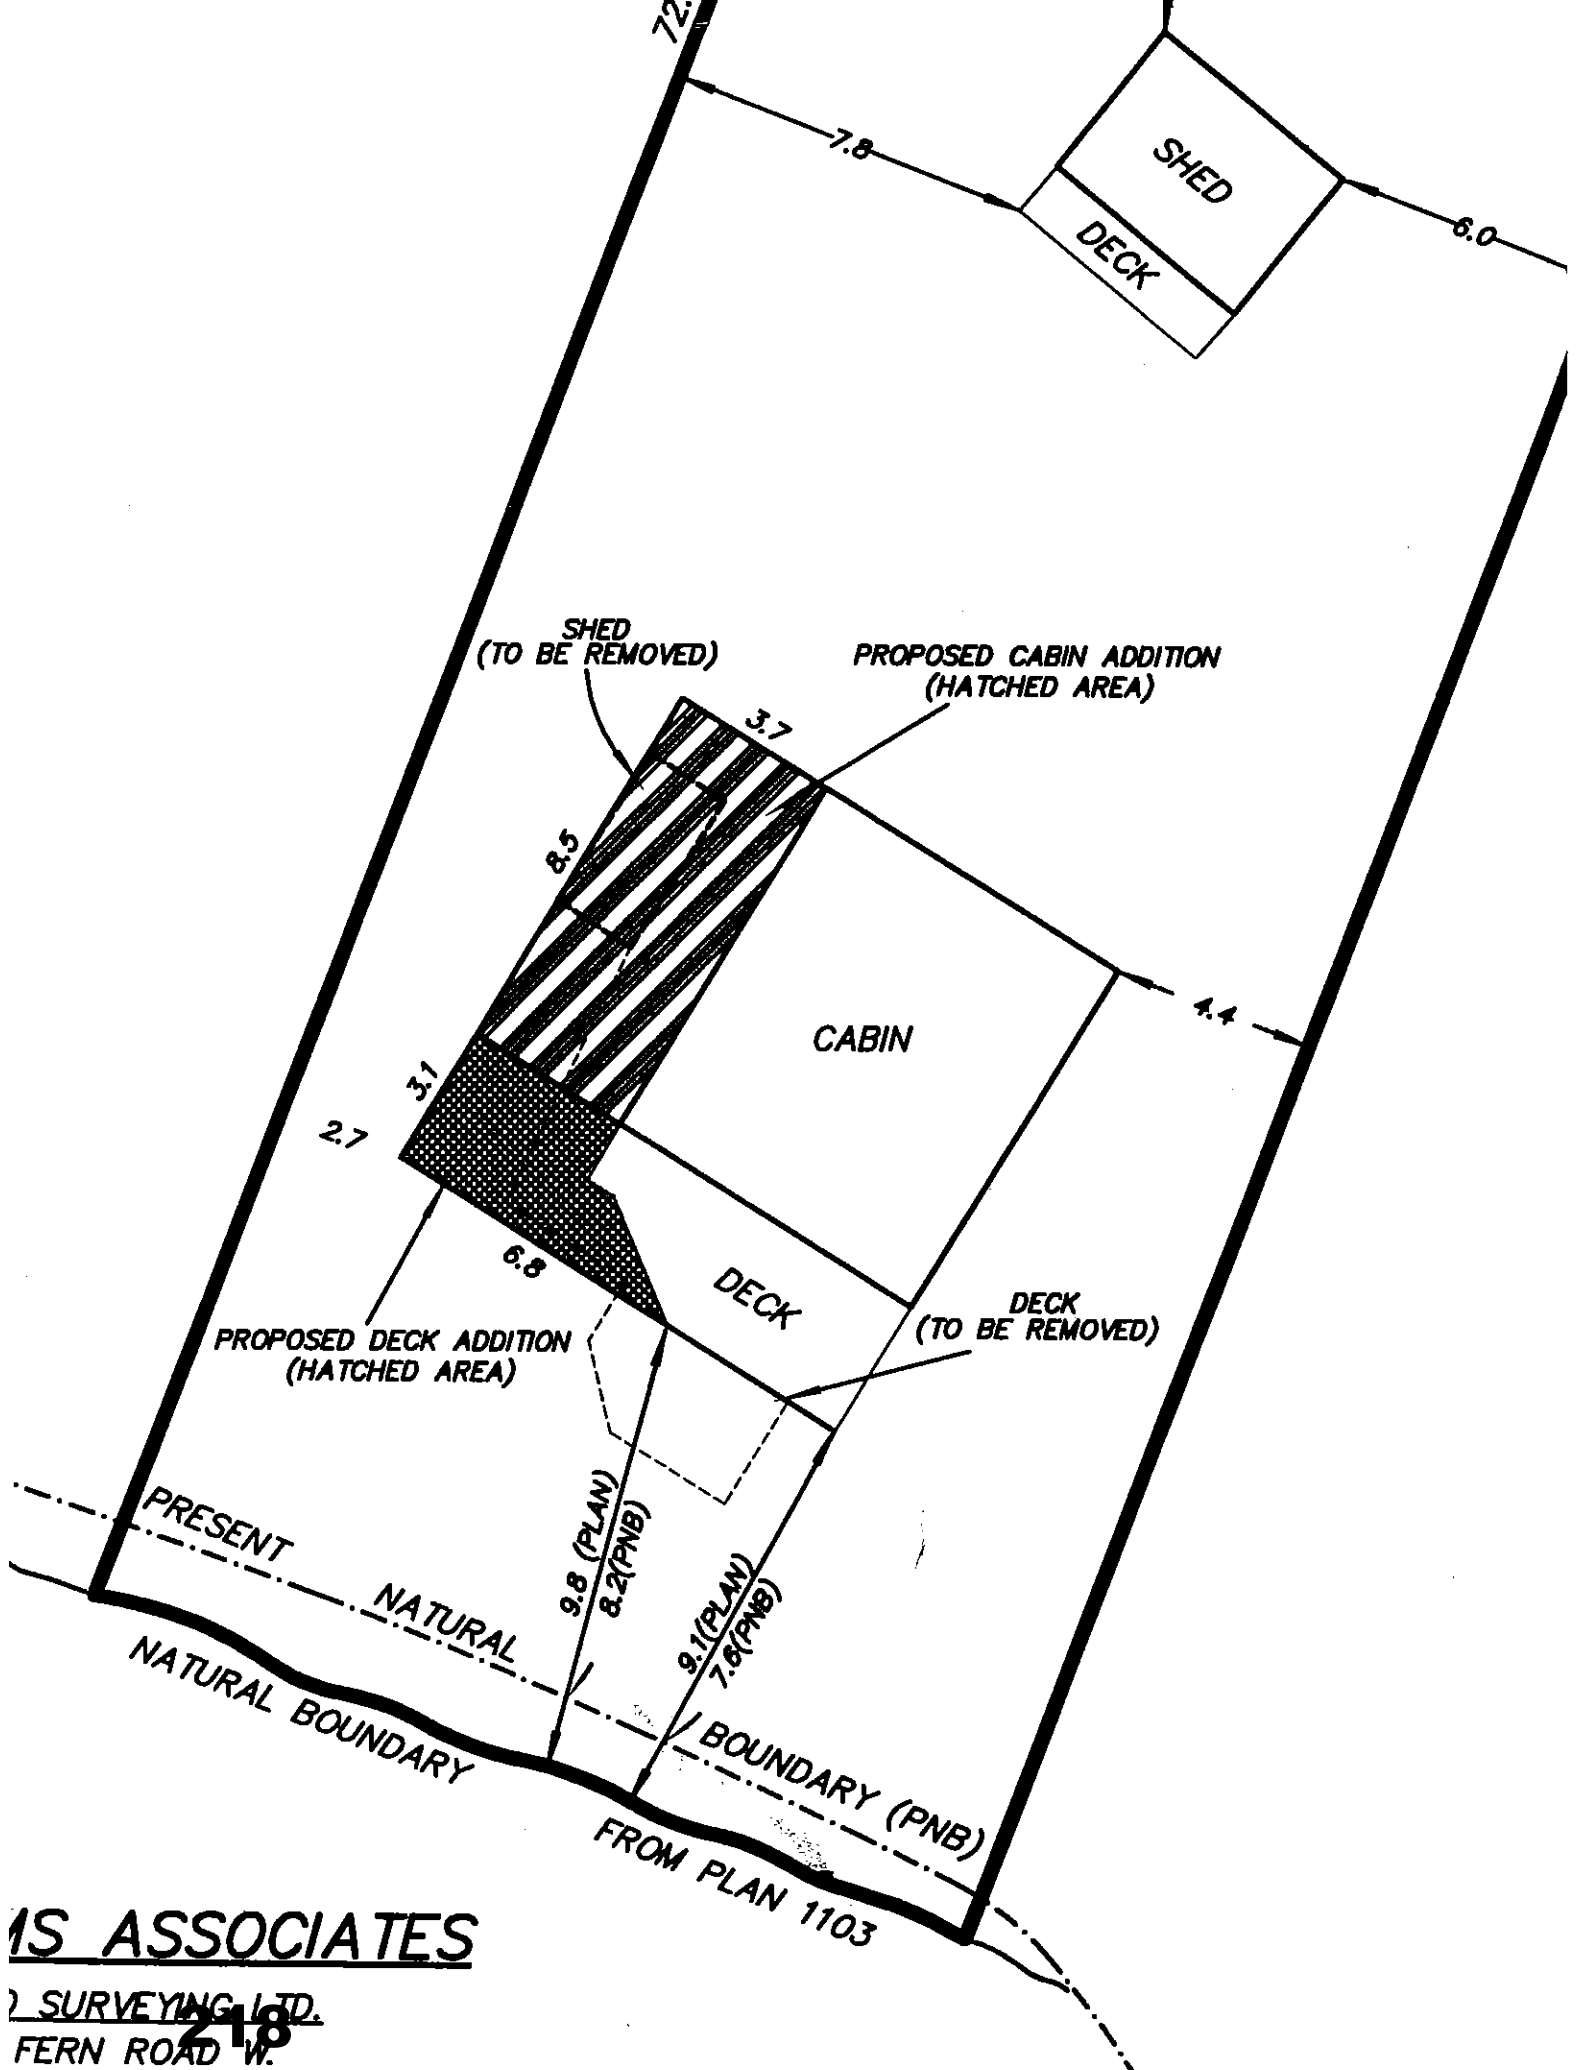 72.
7.8
SHED
DECK
6.0
SHED
(TO BE REMOVED)
PROPOSED CABIN ADDITION
(HATCHED AREA)
3.7
8.5
CABIN
4.4
3.1
2.7
6.8
DECK
DECK
(TO BE REMOVED)
PROPOSED DECK ADDITION
(HATCHED AREA)
9.8 (PLAN)
8.2(PNB)
9.1(PLAN)
7.6(PNB)
PRESENT NATURAL BOUNDARY (PNB)
NATURAL BOUNDARY FROM PLAN 1103
MS ASSOCIATES
SURVEYING LTD.
218
FERN ROAD W.